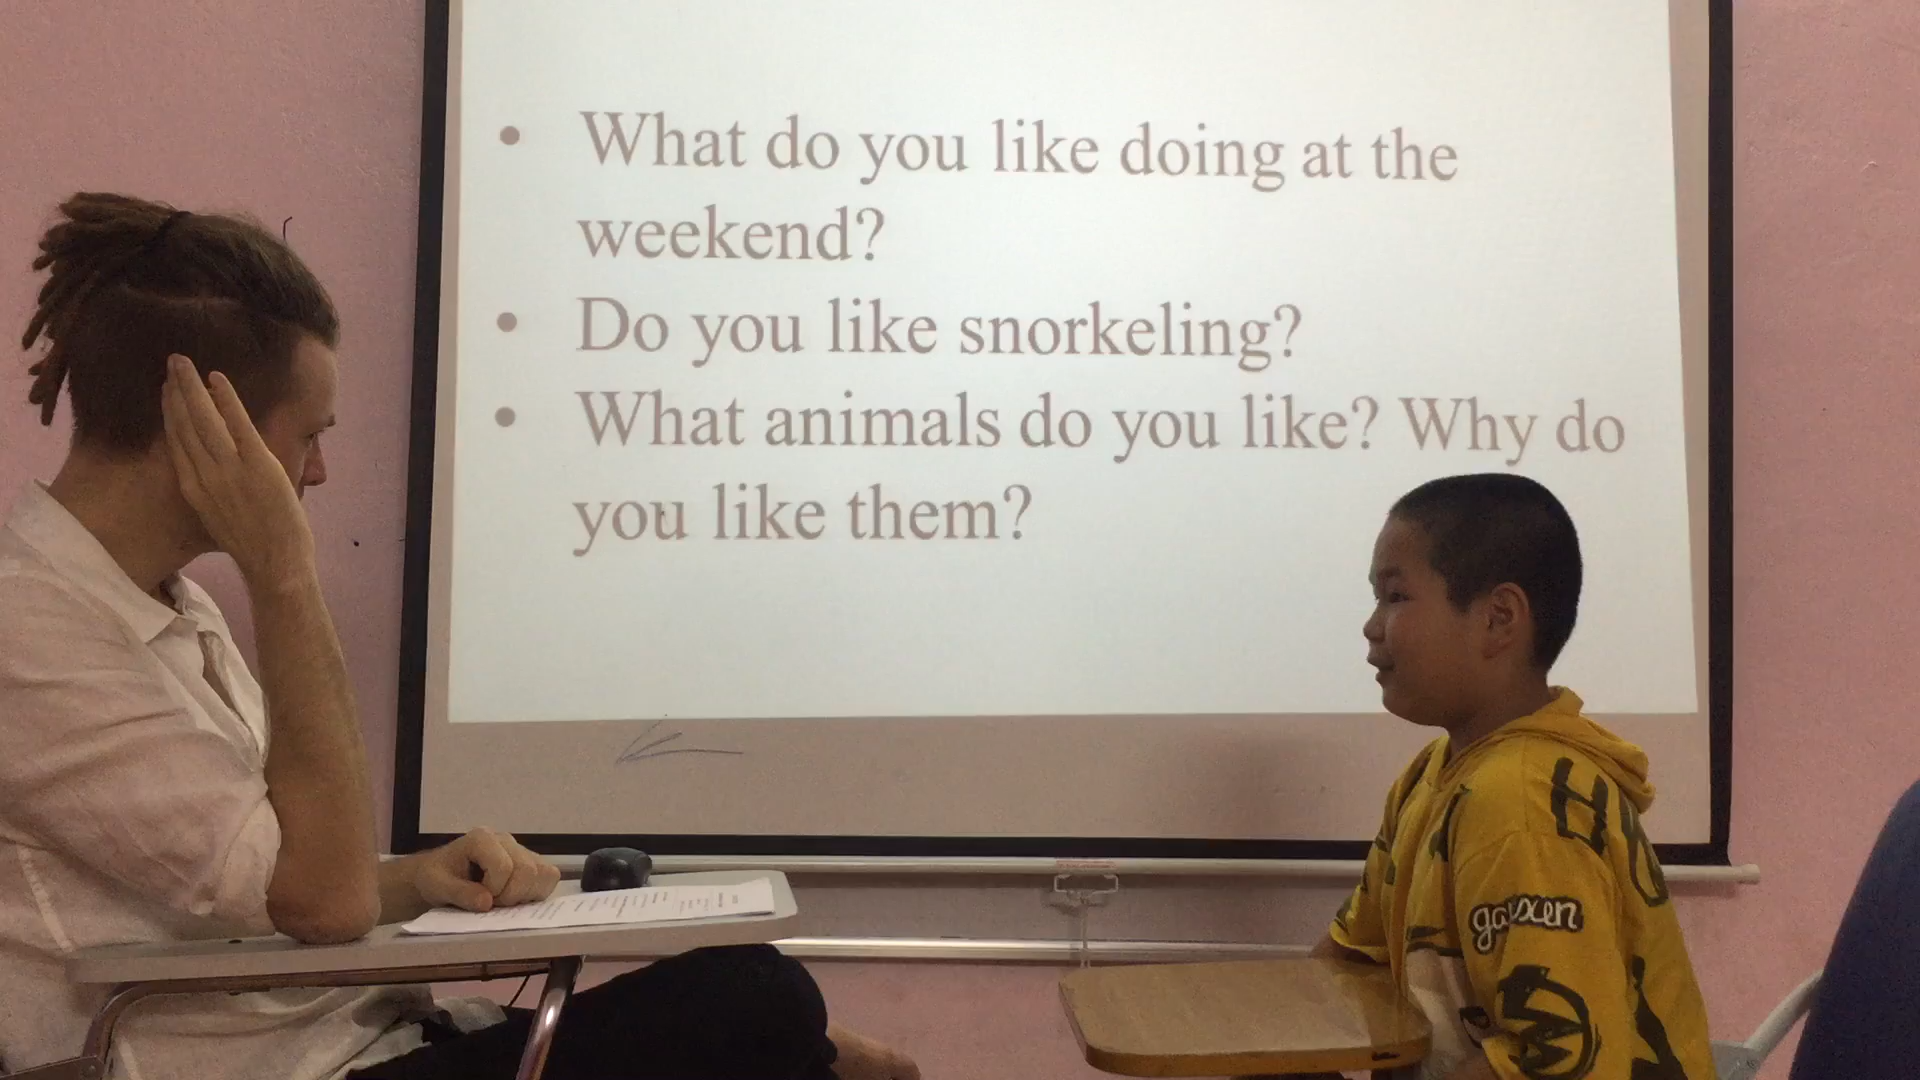 • What do you like doing at the
weekend?
• Do you like snorkeling?
• What animals do you like? Why do
you like them?